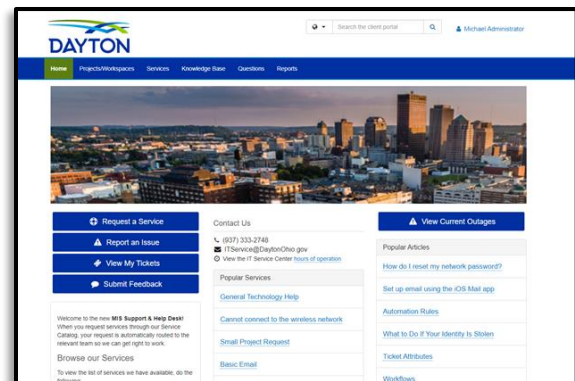 DAYTON
Search the client portal
Michael Administrator
Home Projects/Workspaces Services Knowledge Base Questions Reports
Request a Service
Report an Issue
View My Tickets
Submit Feedback
Welcome to the new MIS Support & Help Desk!
When you request services through our Service
Catalog, your request is automatically routed to the
relevant team so we can get right to work.
Browse our Services
To view the list of services we have available, do the
following:
Contact Us
(937) 333-2748
ITService@DaytonOhio.gov
View the IT Service Center hours of operation
Popular Services
General Technology Help
Cannot connect to the wireless network
Small Project Request
Basic Email
View Current Outages
Popular Articles
How do I reset my network password?
Set up email using the iOS Mail app
Automation Rules
What to Do If Your Identity Is Stolen
Ticket Attributes
Workflows